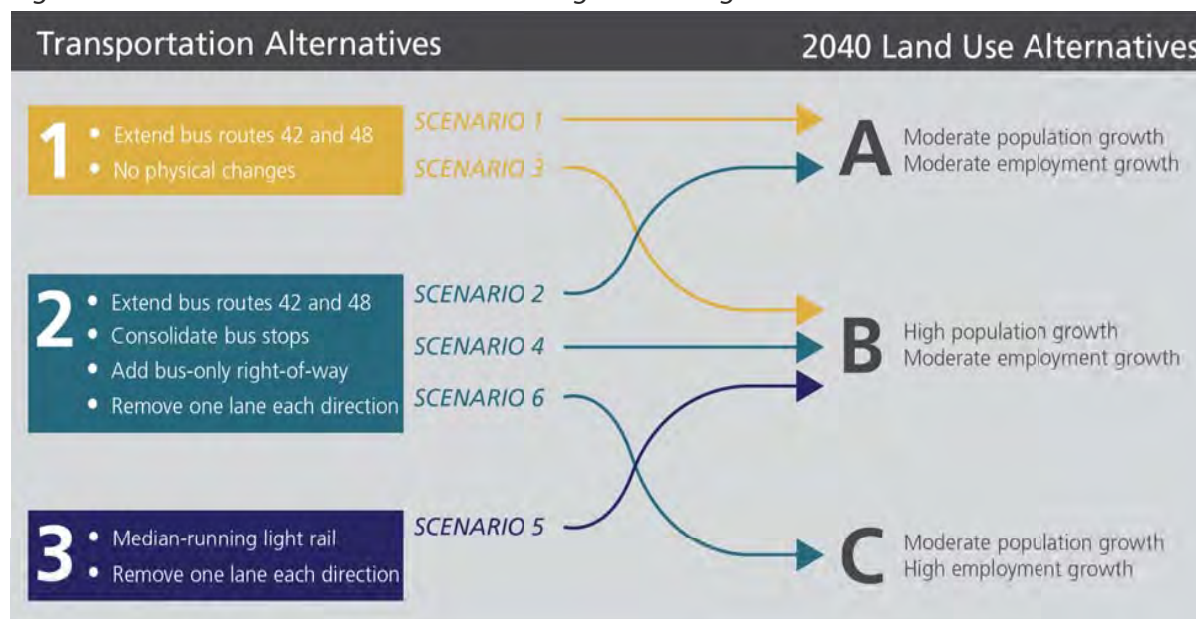 Transportation Alternatives
2040 Land Use Alternatives
1
• Extend bus routes 42 and 48
• No physical changes
SCENARIO 1
SCENARIO 3
2
• Extend bus routes 42 and 48
• Consolidate bus stops
• Add bus-only right-of-way
• Remove one lane each direction
SCENARIO 2
SCENARIO 4
SCENARIO 6
3
• Median-running light rail
• Remove one lane each direction
SCENARIO 5
A
Moderate population growth
Moderate employment growth
B
High population growth
Moderate employment growth
C
Moderate population growth
High employment growth